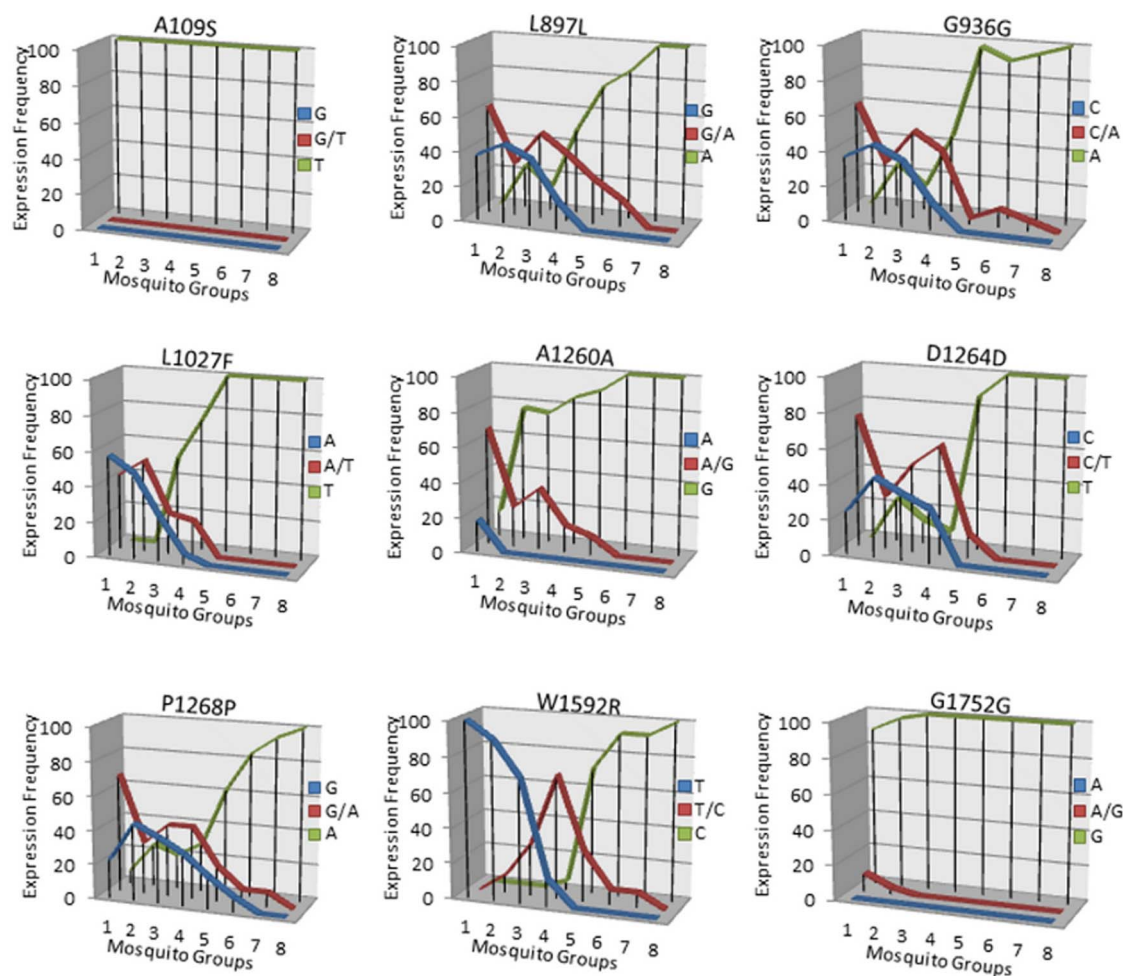 A109S
Expression Frequency
100
80
60
40
20
0
1 2 3 4 5 6 7 8
Mosquito Groups
G
G/T
T
L897L
Expression Frequency
100
80
60
40
20
0
1 2 3 4 5 6 7 8
Mosquito Groups
G
G/A
A
G936G
Expression Frequency
100
80
60
40
20
0
1 2 3 4 5 6 7 8
Mosquito Groups
C
C/A
A
L1027F
Expression Frequency
100
80
60
40
20
0
1 2 3 4 5 6 7 8
Mosquito Groups
A
A/T
T
A1260A
Expression Frequency
100
80
60
40
20
0
1 2 3 4 5 6 7 8
Mosquito Groups
A
A/G
G
D1264D
Expression Frequency
100
80
60
40
20
0
1 2 3 4 5 6 7 8
Mosquito Groups
C
C/T
T
P1268P
Expression Frequency
100
80
60
40
20
0
1 2 3 4 5 6 7 8
Mosquito Groups
G
G/A
A
W1592R
Expression Frequency
100
80
60
40
20
0
1 2 3 4 5 6 7 8
Mosquito Groups
T
T/C
C
G1752G
Expression Frequency
100
80
60
40
20
0
1 2 3 4 5 6 7 8
Mosquito Groups
A
A/G
G